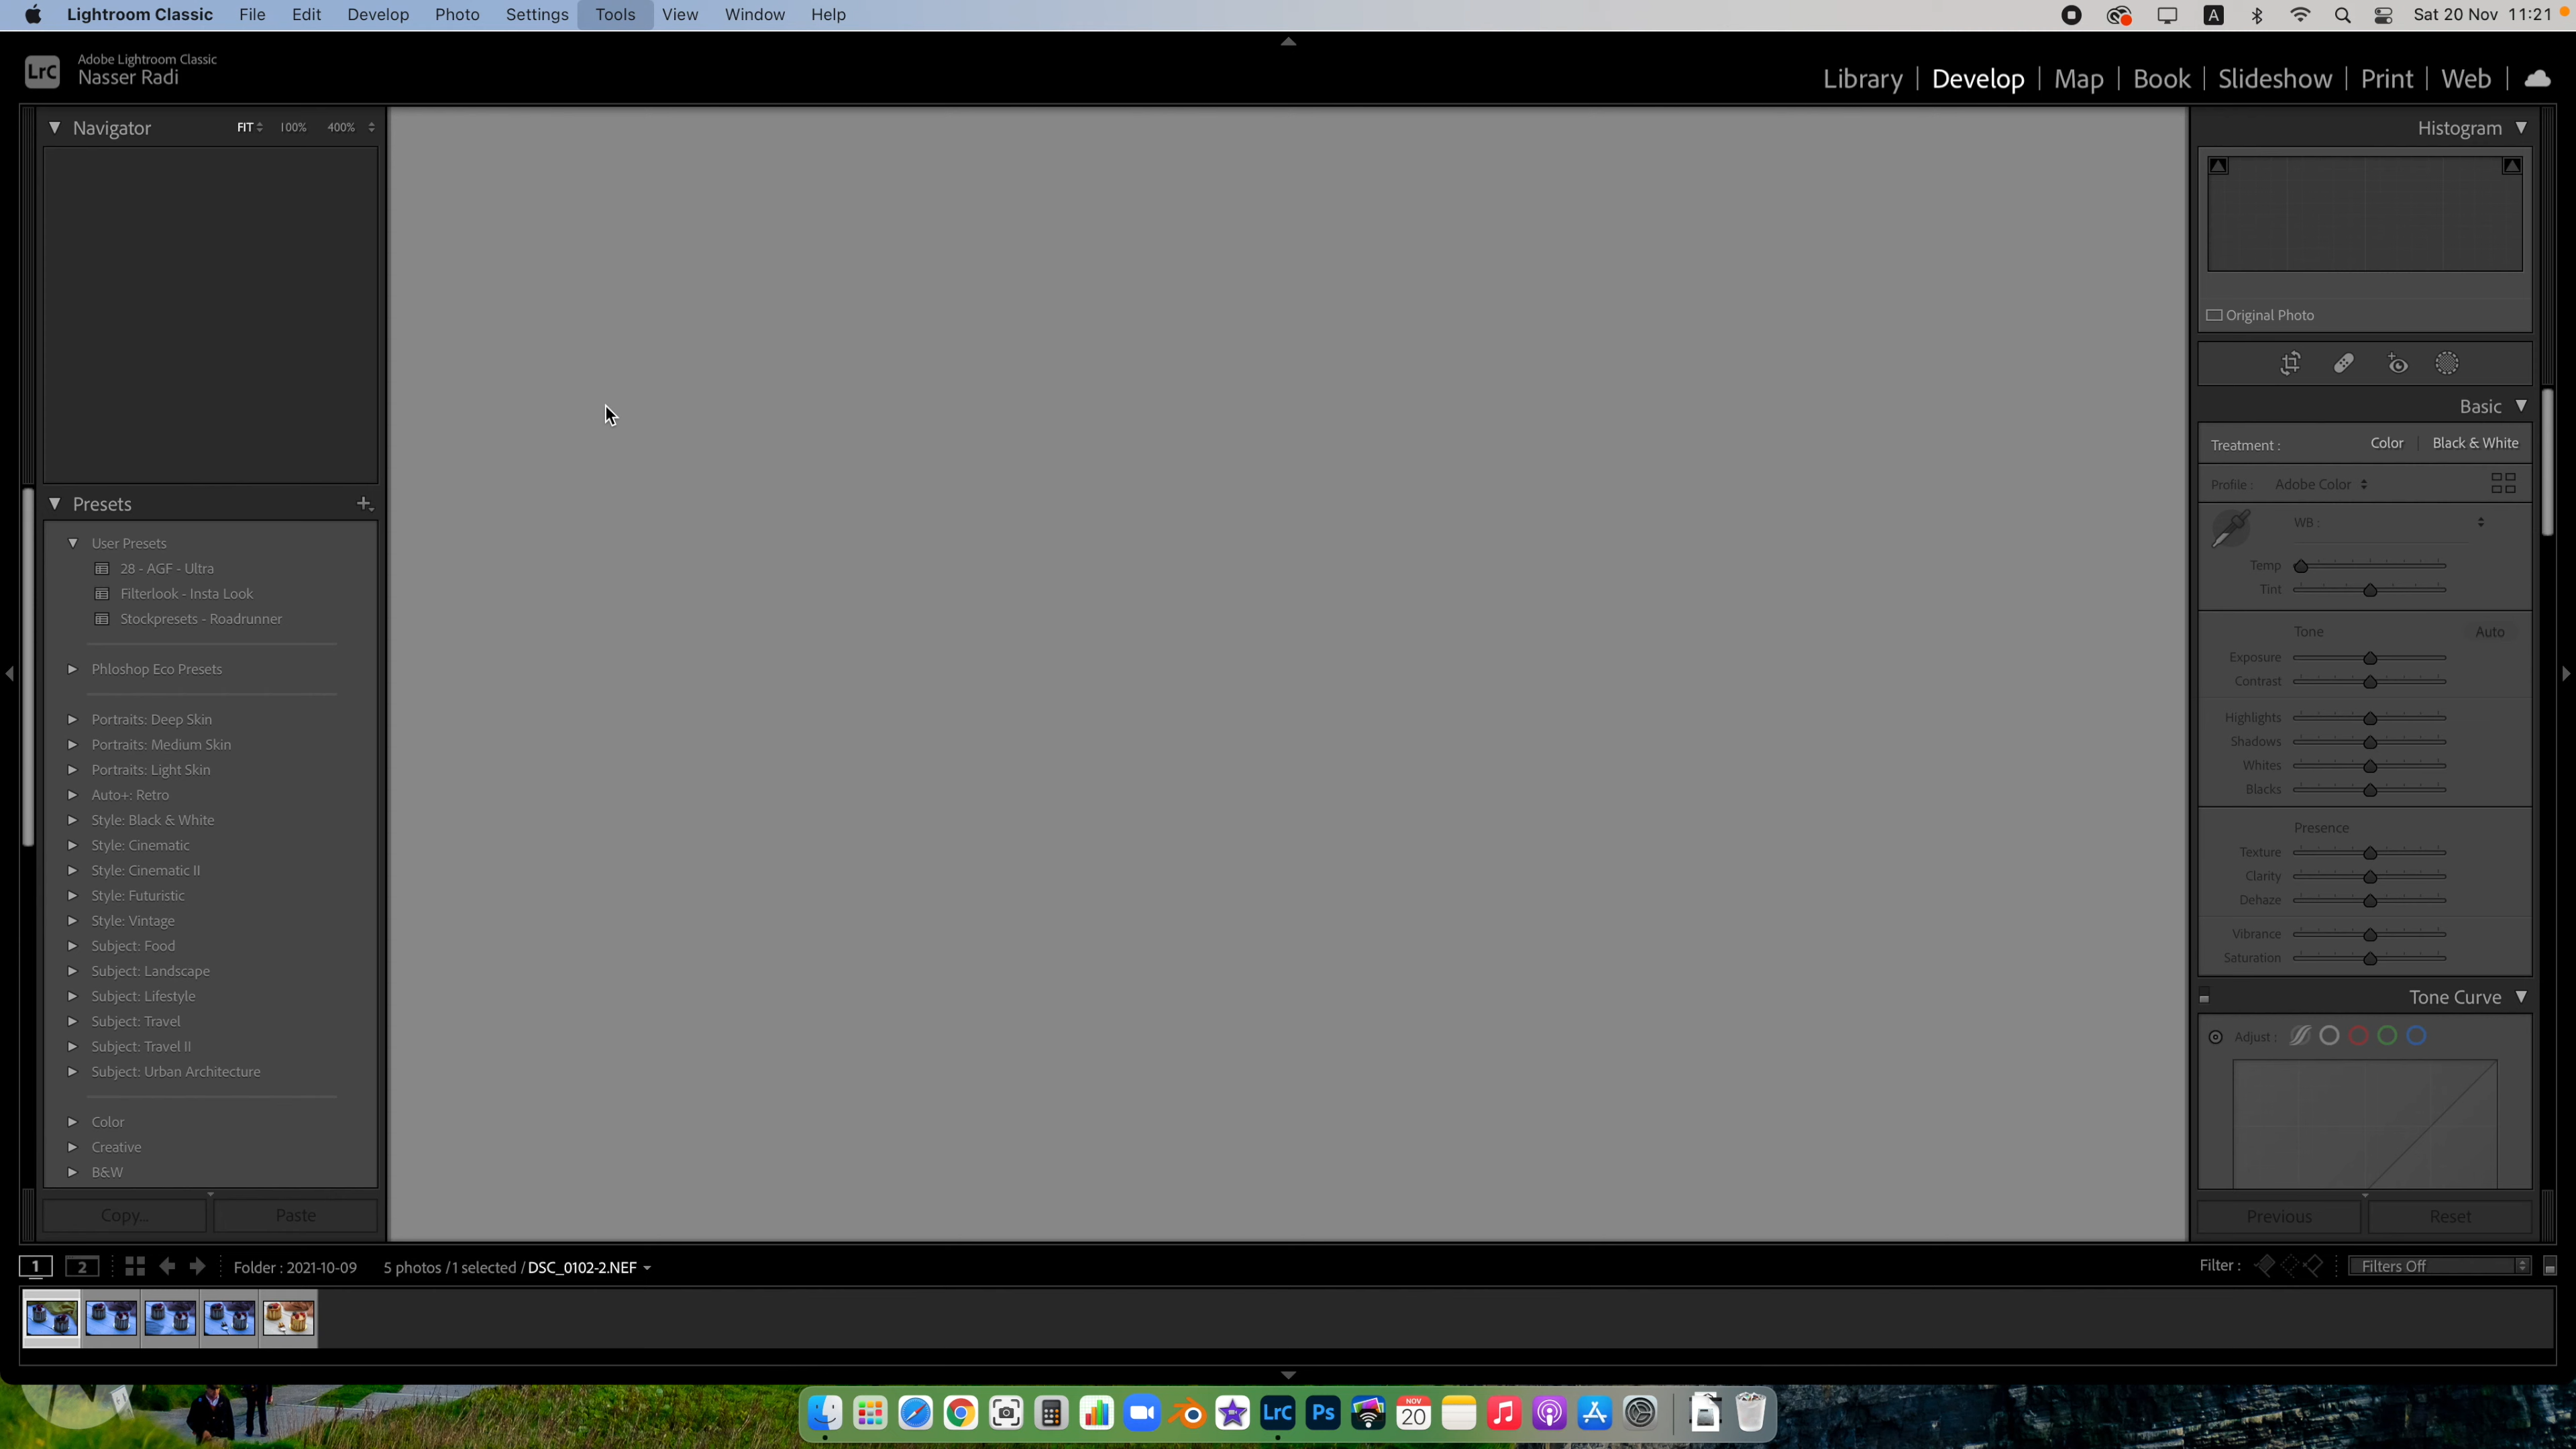 Lightroom Classic File Edit Develop Photo Settings Tools View Window Help A Sat 20 Nov 11:21
LrC Adobe Lightroom Classic
Nasser Radi
Library | Develop | Map | Book | Slideshow | Print | Web
Navigator FIT 100% 400%
Histogram
Original Photo
Basic
Treatment : Color Black & White
Profile : Adobe Color
WB :
Temp
Tint
Tone Auto
Exposure
Contrast
Highlights
Shadows
Whites
Blacks
Presence
Texture
Clarity
Dehaze
Vibrance
Saturation
Tone Curve
Adjust :
Previous Reset
Presets
User Presets
28 - AGF - Ultra
Filterlook - Insta Look
Stockpresets - Roadrunner
Phloshop Eco Presets
Portraits: Deep Skin
Portraits: Medium Skin
Portraits: Light Skin
Auto+: Retro
Style: Black & White
Style: Cinematic
Style: Cinematic II
Style: Futuristic
Style: Vintage
Subject: Food
Subject: Landscape
Subject: Lifestyle
Subject: Travel
Subject: Travel II
Subject: Urban Architecture
Color
Creative
B&W
Copy... Paste
1 2 Folder : 2021-10-09 5 photos / 1 selected / DSC_0102-2.NEF Filter : Filters Off
LrC Ps NOV 20